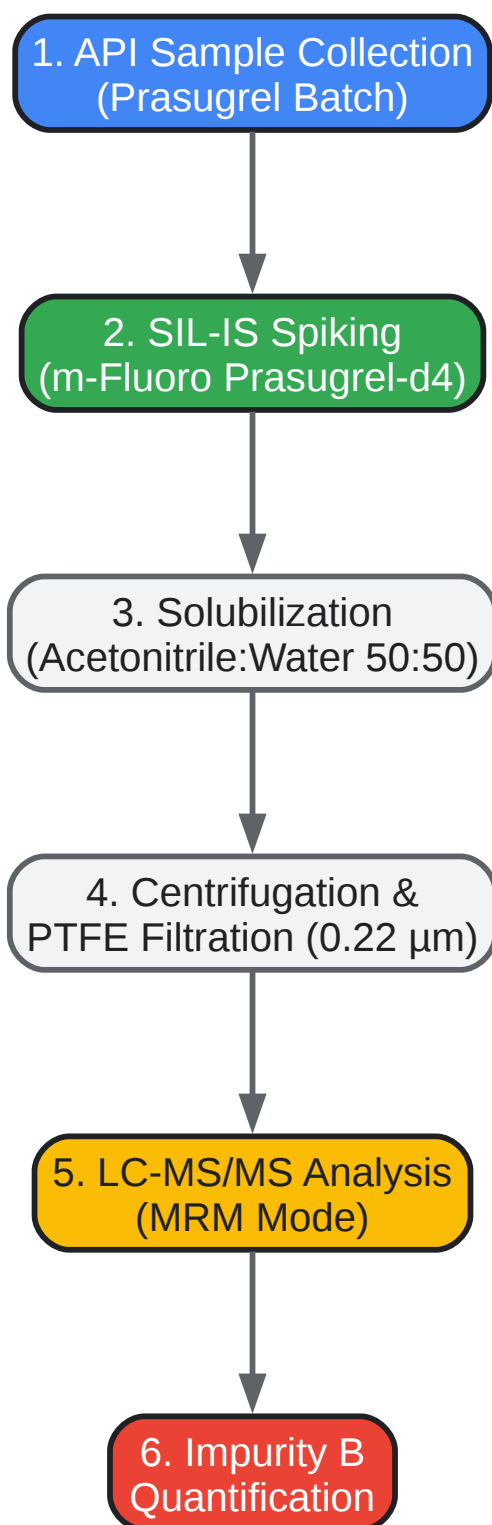 1. API Sample Collection
(Prasugrel Batch)
2. SIL-IS Spiking
(m-Fluoro Prasugrel-d4)
3. Solubilization
(Acetonitrile:Water 50:50)
4. Centrifugation &
PTFE Filtration (0.22 µm)
5. LC-MS/MS Analysis
(MRM Mode)
6. Impurity B
Quantification